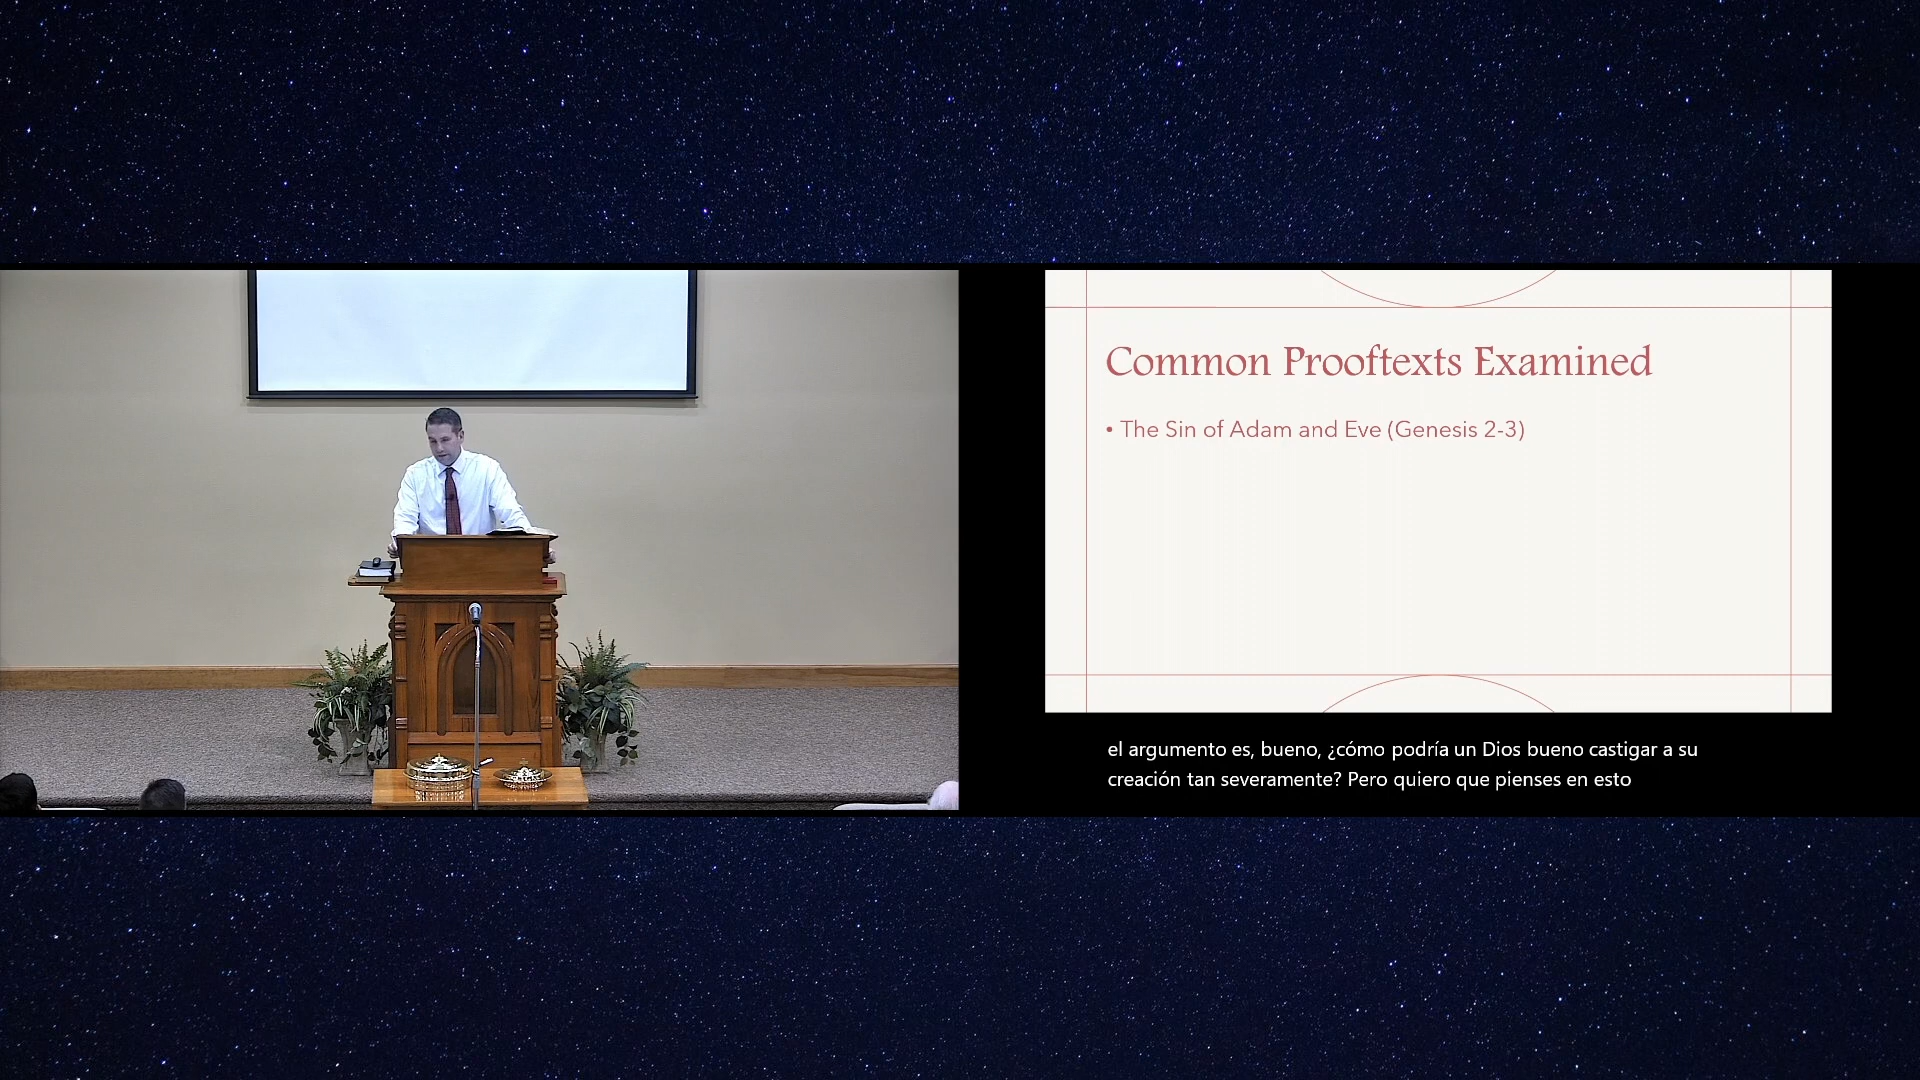 Common Prooftexts Examined
• The Sin of Adam and Eve (Genesis 2-3)
el argumento es, bueno, ¿cómo podría un Dios bueno castigar a su
creación tan severamente? Pero quiero que pienses en esto